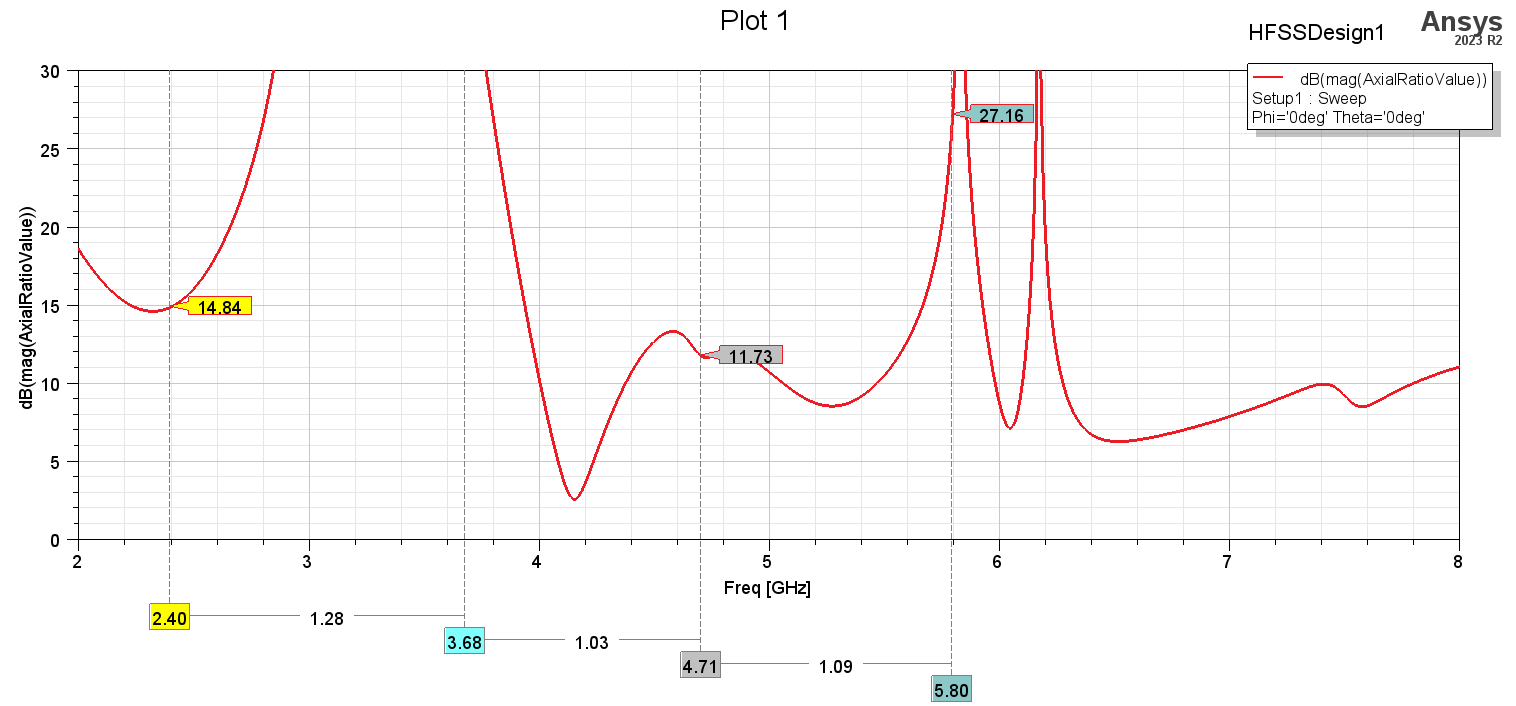 Plot 1
HFSSDesign1
Ansys
2023 R2
dB(mag(AxialRatioValue))
Setup1 : Sweep
Phi='0deg' Theta='0deg'
30
25
20
15
10
5
0
dB(mag(AxialRatioValue))
27.16
14.84
11.73
2 3 4 5 6 7 8
Freq [GHz]
2.40 1.28
3.68 1.03
4.71 1.09
5.80